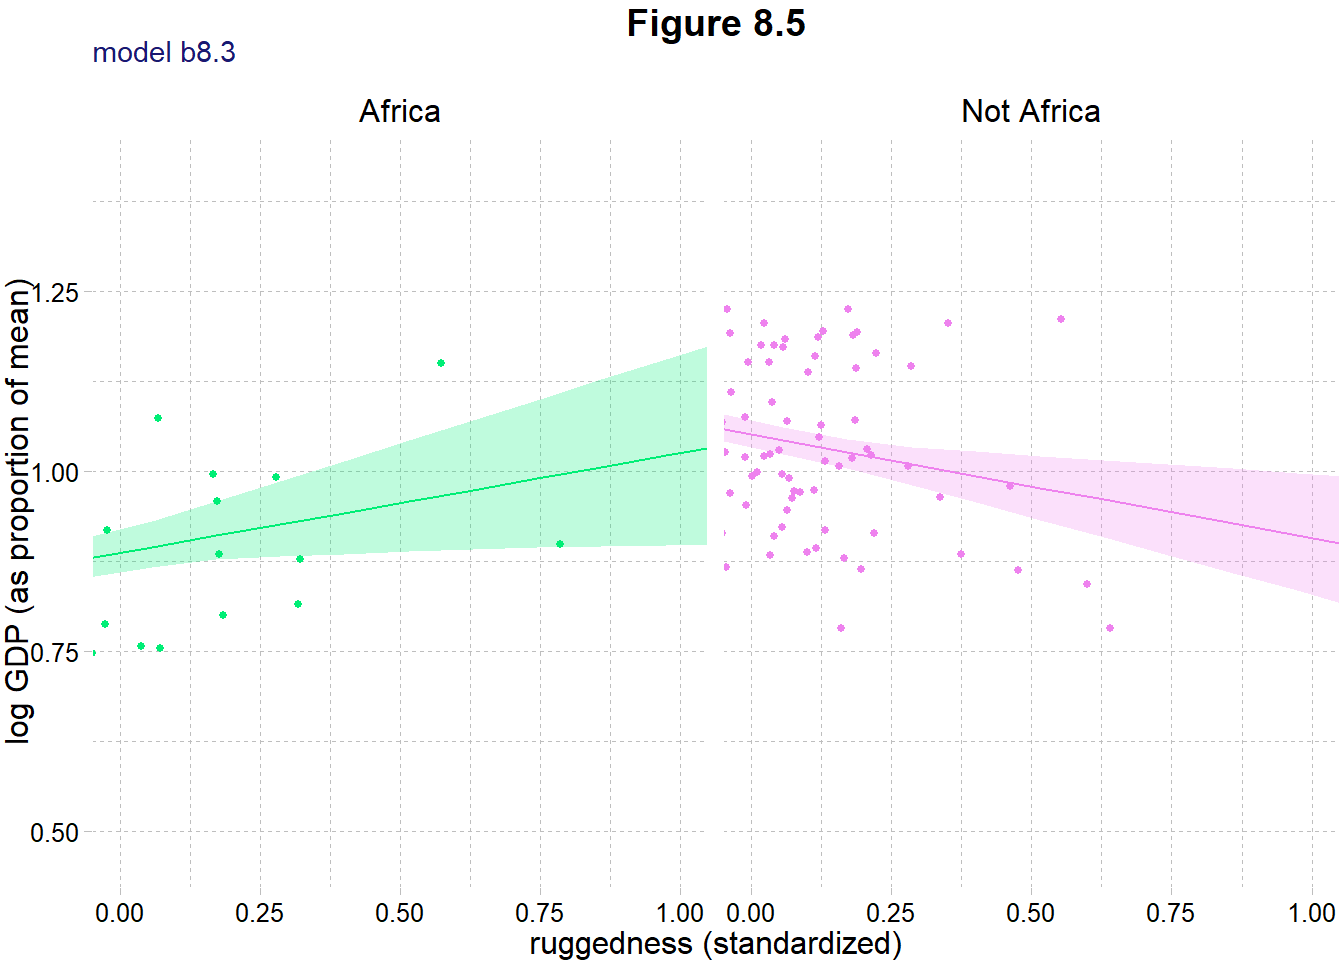 Figure 8.5
model b8.3
Africa
Not Africa
log GDP (as proportion of mean)
1.25
1.00
0.75
0.50
0.00 0.25 0.50 0.75 1.00
0.00 0.25 0.50 0.75 1.00
ruggedness (standardized)